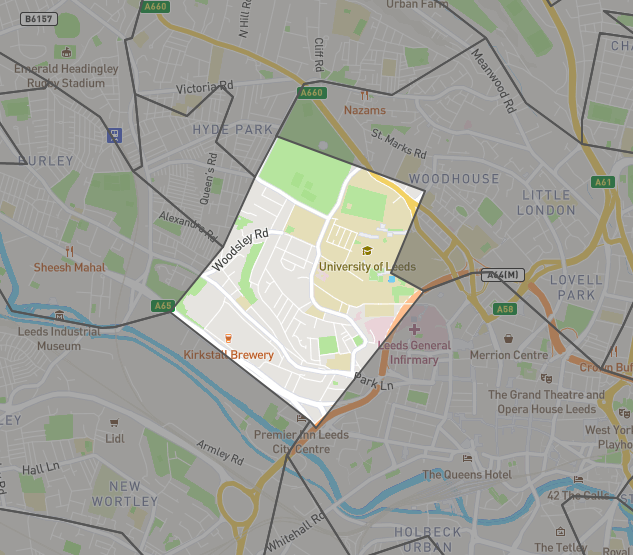 Urban Farm
A660
B6157
N Hill Rd
Cliff Rd
CHA
Emerald Headingley
Rugby Stadium
Meanwood Rd
Victoria Rd
A660
Nazams
HYDE PARK
St. Marks Rd
BURLEY
Queen's Rd
WOODHOUSE
A61
LITTLE
LONDON
Alexandra Rd
Woodsley Rd
Sheesh Mahal
University of Leeds
A64(M)
LOVELL
PARK
A65
A58
Leeds Industrial
Museum
Leeds General
Infirmary
Kirkstall Brewery
Merrion Centre
Crown Buf
Park Ln
The Grand Theatre and
Opera House Leeds
LEY
Lidl
Premier Inn Leeds
City Centre
West York
Playho
Armley Rd
Hall Ln
The Queens Hotel
NEW
WORTLEY
42 The Calls
Rd
ST
Whitehall Rd
HOLBECK
URBAN
The Tetley
Royal